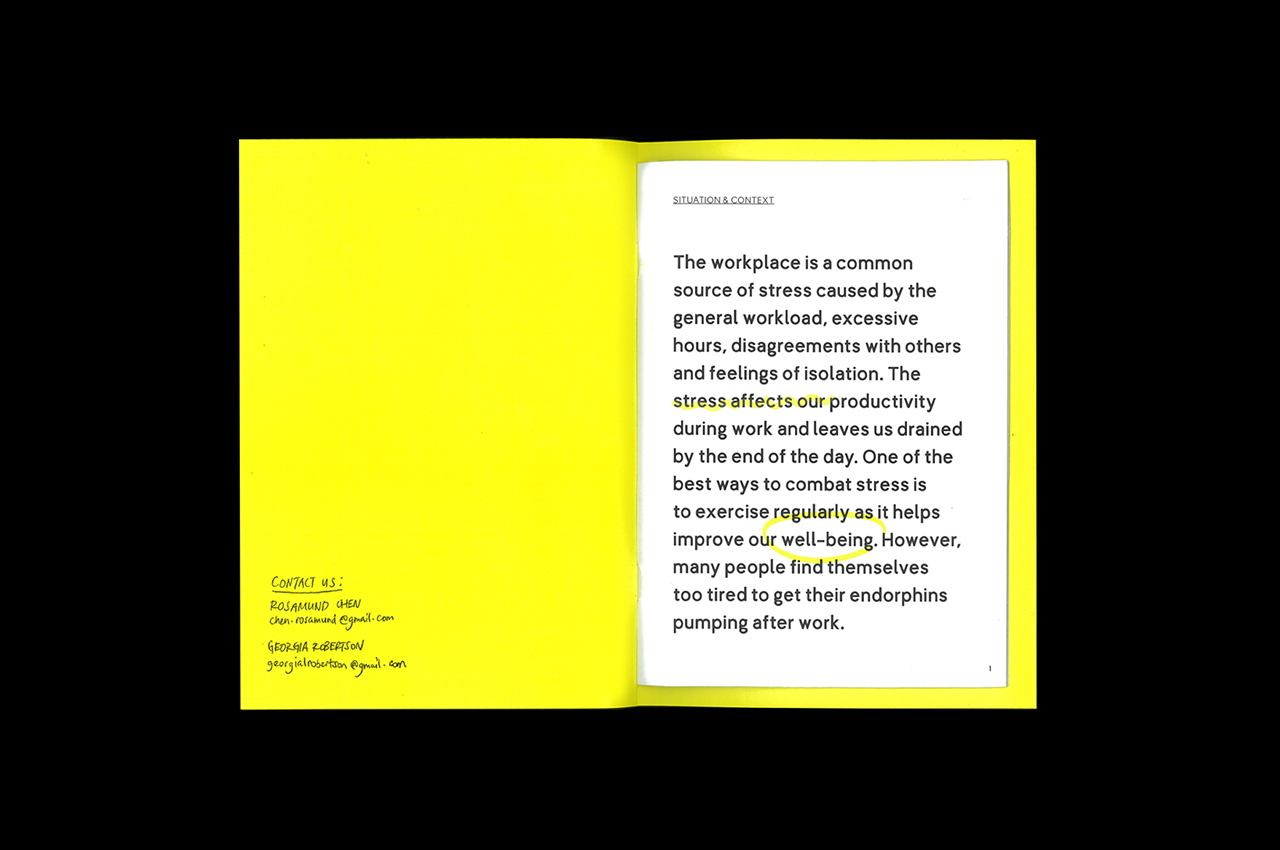 CONTACT US:
ROSAMUND CHEN
chen.rosamund@gmail.com
GEORGIA ROBERTSON
georgialrobertson@gmail.com
SITUATION & CONTEXT
The workplace is a common
source of stress caused by the
general workload, excessive
hours, disagreements with others
and feelings of isolation. The
stress affects our productivity
during work and leaves us drained
by the end of the day. One of the
best ways to combat stress is
to exercise regularly as it helps
improve our well-being. However,
many people find themselves
too tired to get their endorphins
pumping after work.
1